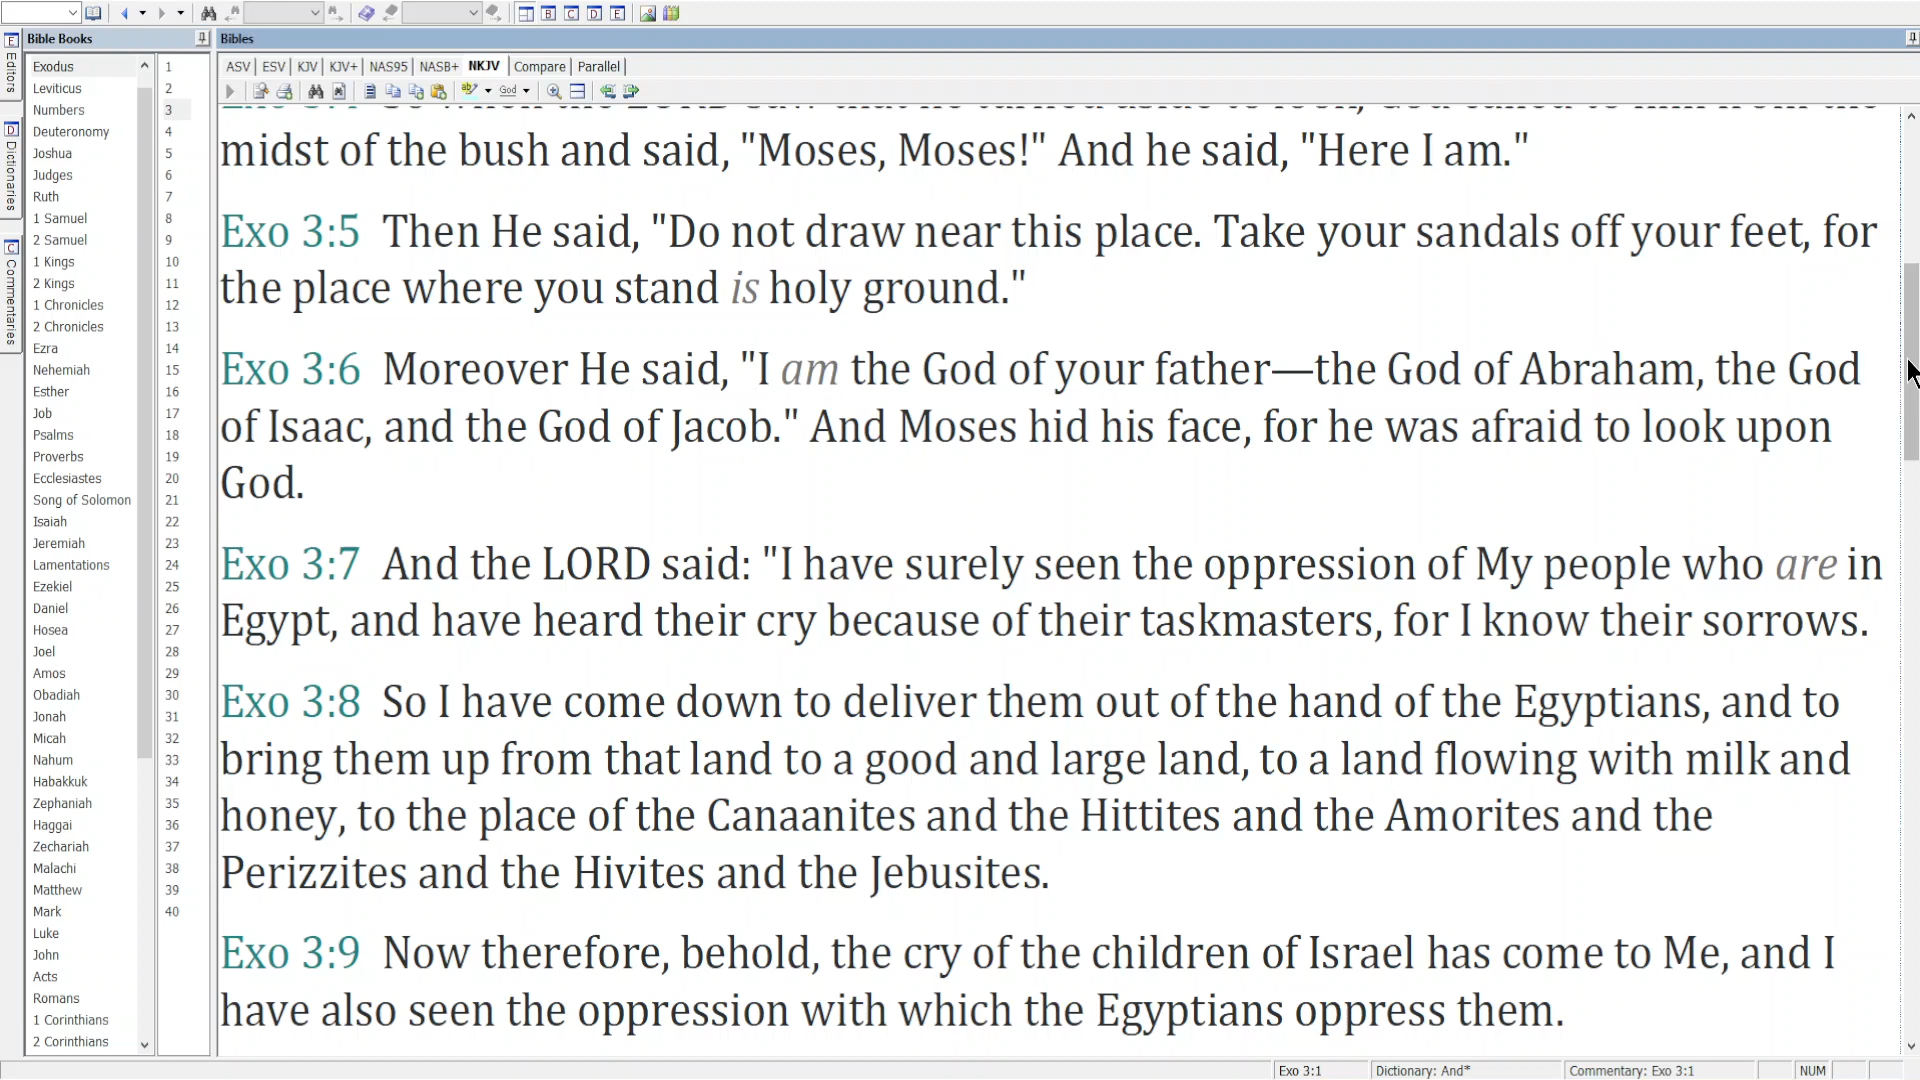 Bible Books
Bibles
Editors
Dictionaries
Commentaries
ASV ESV KJV KJV+ NAS95 NASB+ NKJV Compare Parallel
Exodus
Leviticus
Numbers
Deuteronomy
Joshua
Judges
Ruth
1 Samuel
2 Samuel
1 Kings
2 Kings
1 Chronicles
2 Chronicles
Ezra
Nehemiah
Esther
Job
Psalms
Proverbs
Ecclesiastes
Song of Solomon
Isaiah
Jeremiah
Lamentations
Ezekiel
Daniel
Hosea
Joel
Amos
Obadiah
Jonah
Micah
Nahum
Habakkuk
Zephaniah
Haggai
Zechariah
Malachi
Matthew
Mark
Luke
John
Acts
Romans
1 Corinthians
2 Corinthians
1
2
3
4
5
6
7
8
9
10
11
12
13
14
15
16
17
18
19
20
21
22
23
24
25
26
27
28
29
30
31
32
33
34
35
36
37
38
39
40
midst of the bush and said, "Moses, Moses!" And he said, "Here I am."
Exo 3:5 Then He said, "Do not draw near this place. Take your sandals off your feet, for
the place where you stand is holy ground."
Exo 3:6 Moreover He said, "I am the God of your father—the God of Abraham, the God
of Isaac, and the God of Jacob." And Moses hid his face, for he was afraid to look upon
God.
Exo 3:7 And the LORD said: "I have surely seen the oppression of My people who are in
Egypt, and have heard their cry because of their taskmasters, for I know their sorrows.
Exo 3:8 So I have come down to deliver them out of the hand of the Egyptians, and to
bring them up from that land to a good and large land, to a land flowing with milk and
honey, to the place of the Canaanites and the Hittites and the Amorites and the
Perizzites and the Hivites and the Jebusites.
Exo 3:9 Now therefore, behold, the cry of the children of Israel has come to Me, and I
have also seen the oppression with which the Egyptians oppress them.
Exo 3:1 Dictionary: And* Commentary: Exo 3:1 NUM